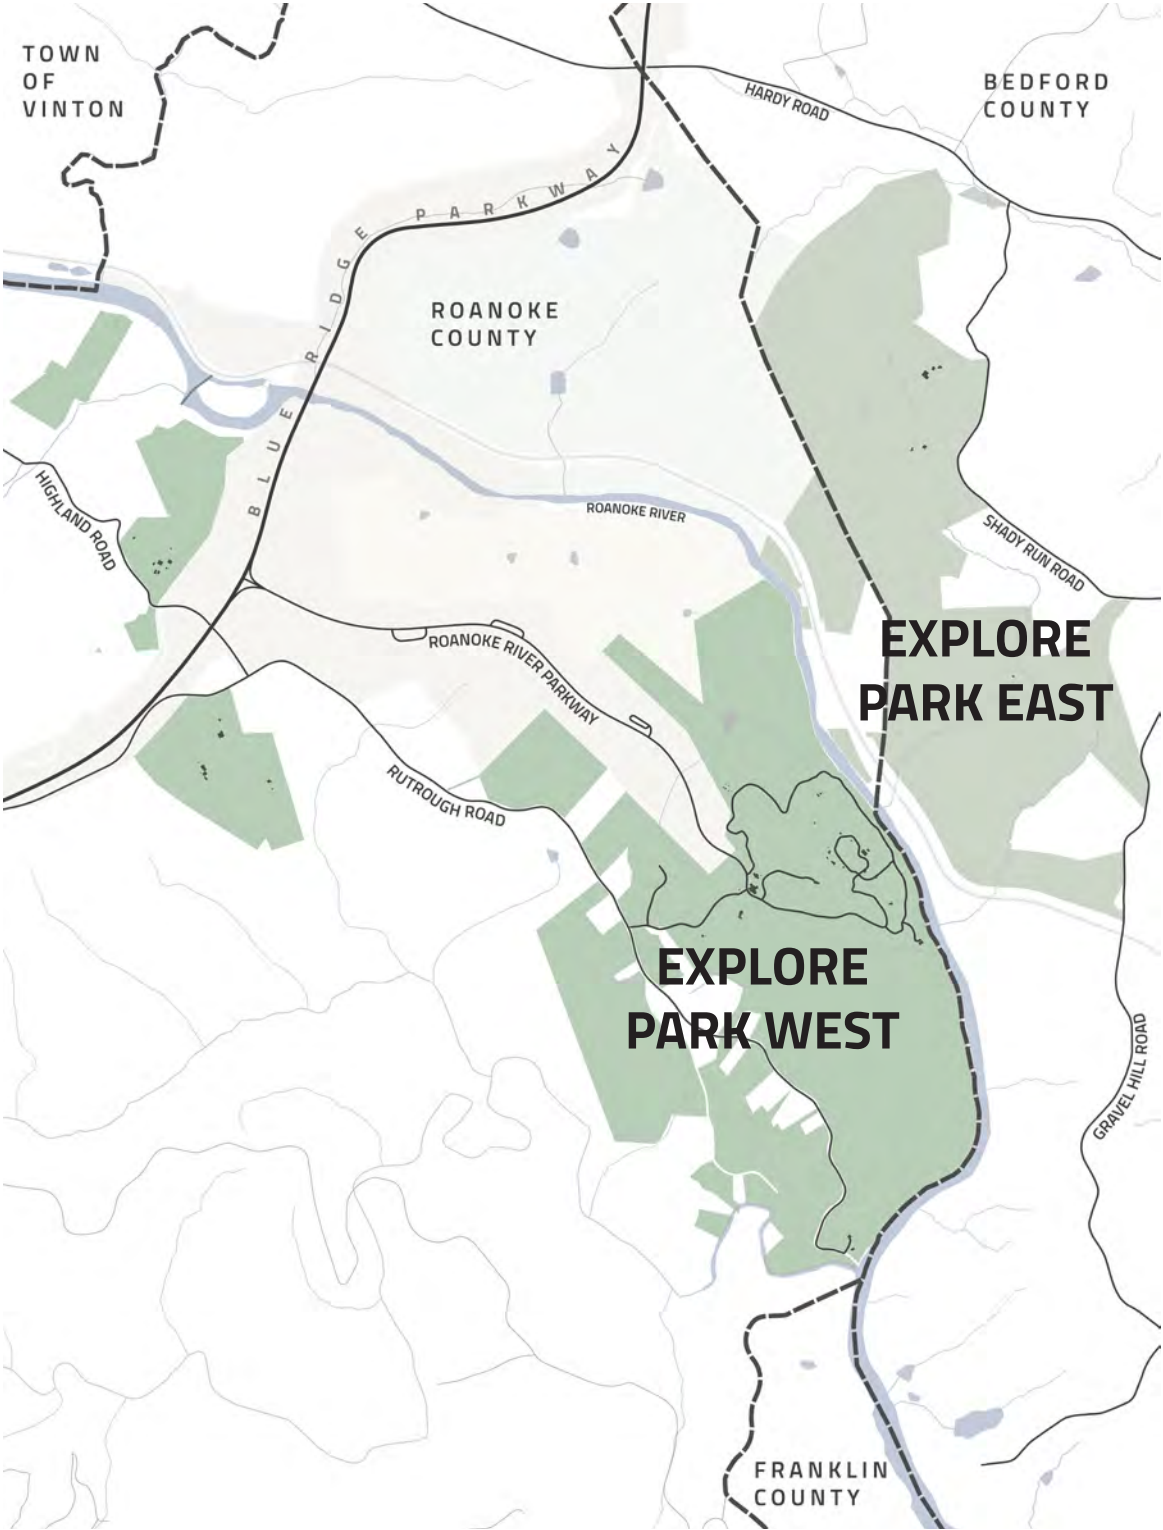 TOWN
OF
VINTON
BEDFORD
COUNTY
HARDY ROAD
BLUE RIDGE PARKWAY
ROANOKE
COUNTY
HIGHLAND ROAD
ROANOKE RIVER
SHADY RUN ROAD
EXPLORE
PARK EAST
ROANOKE RIVER PARKWAY
RUTROUGH ROAD
EXPLORE
PARK WEST
GRAVEL HILL ROAD
FRANKLIN
COUNTY